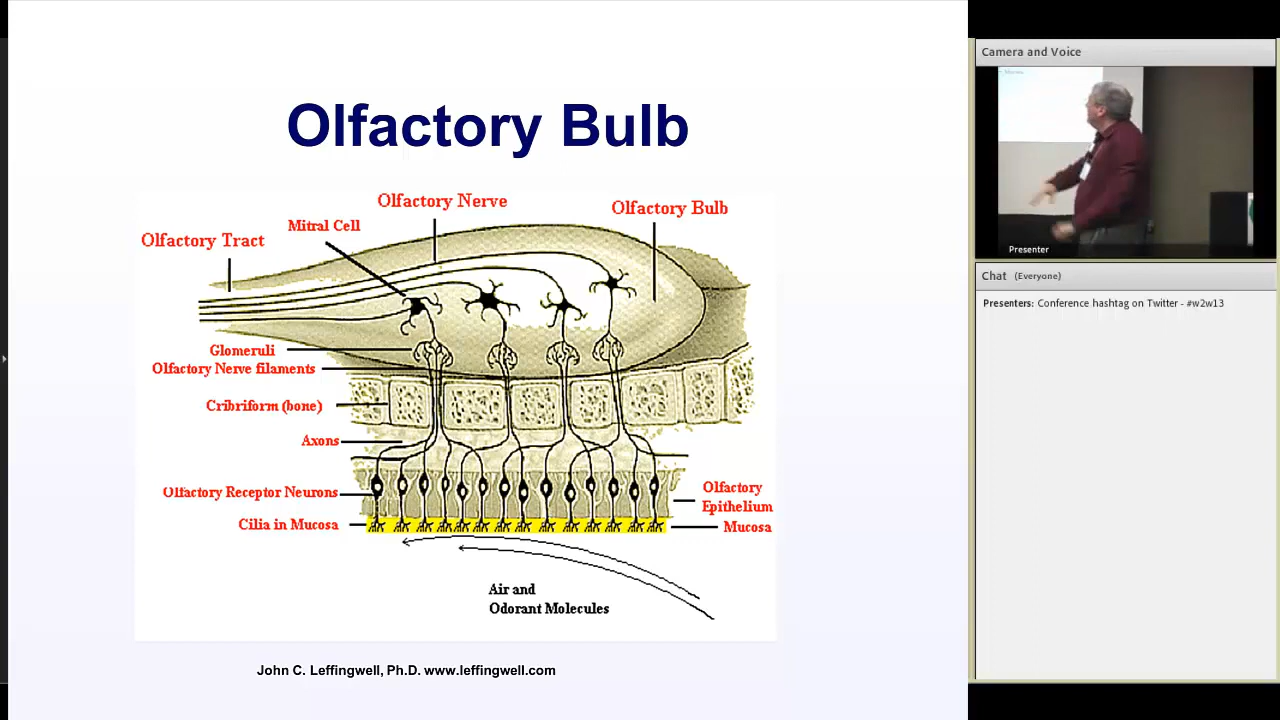 Olfactory Bulb
Olfactory Nerve
Olfactory Bulb
Mitral Cell
Olfactory Tract
Glomeruli
Olfactory Nerve filaments
Cribriform (bone)
Axons
Olfactory Receptor Neurons
Cilia in Mucosa
Olfactory
Epithelium
Mucosa
Air and
Odorant Molecules
John C. Leffingwell, Ph.D. www.leffingwell.com
Camera and Voice
Presenter
Chat (Everyone)
Presenters: Conference hashtag on Twitter - #w2w13